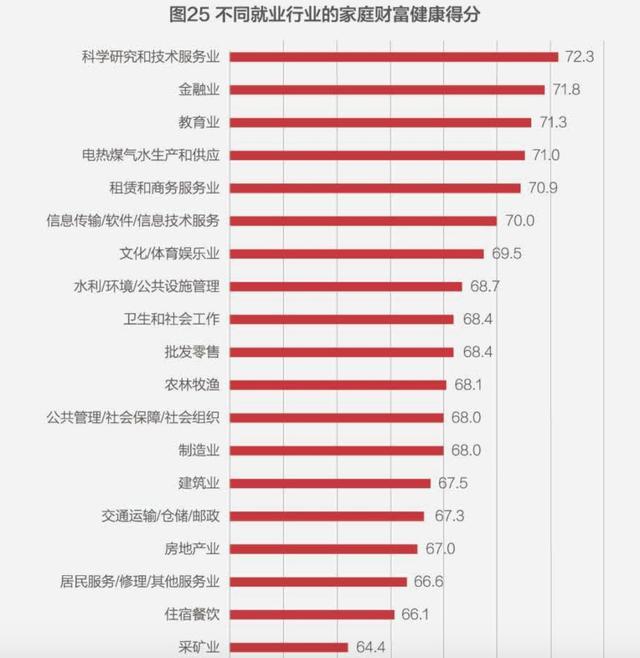 图25 不同就业行业的家庭财富健康得分
科学研究和技术服务业 72.3
金融业 71.8
教育业 71.3
电热煤气水生产和供应 71.0
租赁和商务服务业 70.9
信息传输/软件/信息技术服务 70.0
文化/体育娱乐业 69.5
水利/环境/公共设施管理 68.7
卫生和社会工作 68.4
批发零售 68.4
农林牧渔 68.1
公共管理/社会保障/社会组织 68.0
制造业 68.0
建筑业 67.5
交通运输/仓储/邮政 67.3
房地产业 67.0
居民服务/修理/其他服务业 66.6
住宿餐饮 66.1
采矿业 64.4